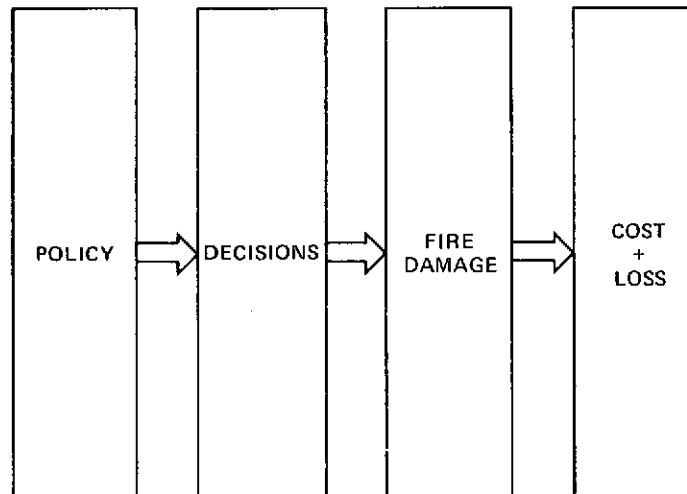 POLICY
DECISIONS
FIRE
DAMAGE
COST
+
LOSS